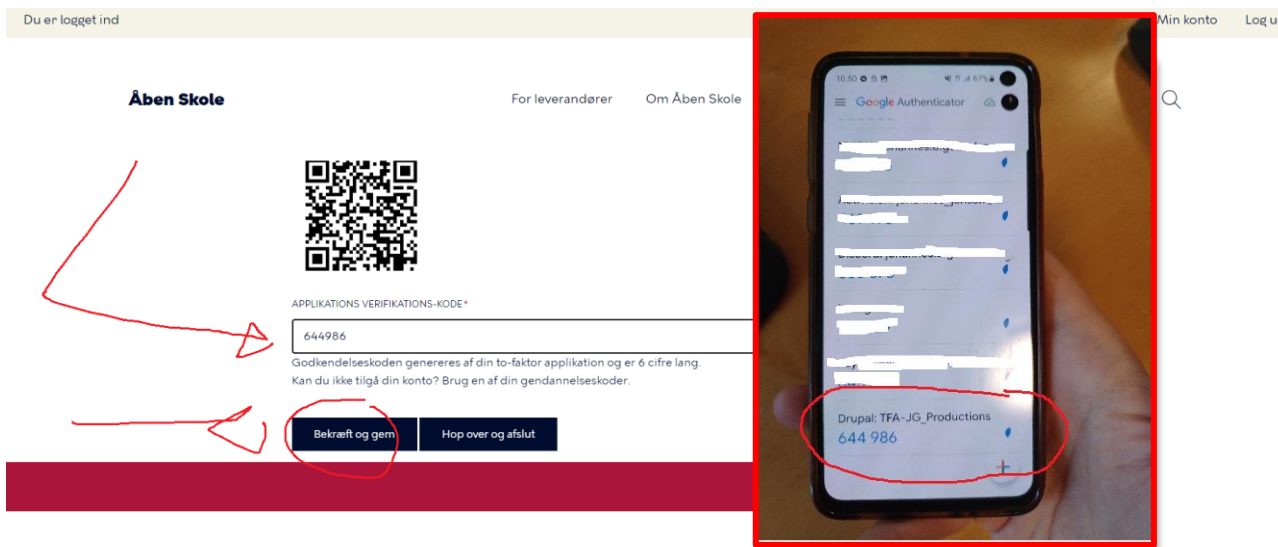 Du er logget ind
Min konto Log u
Åben Skole
For leverandører Om Åben Skole
APPLIKATIONS VERIFIKATIONS-KODE*
644986
Godkendelseskoden genereres af din to-faktor applikation og er 6 cifre lang.
Kan du ikke tilgå din konto? Brug en af din gendannelseskoder.
Bekræft og gem Hop over og afslut
10.50 67%
Google Authenticator
Drupal: TFA-JG_Productions
644 986